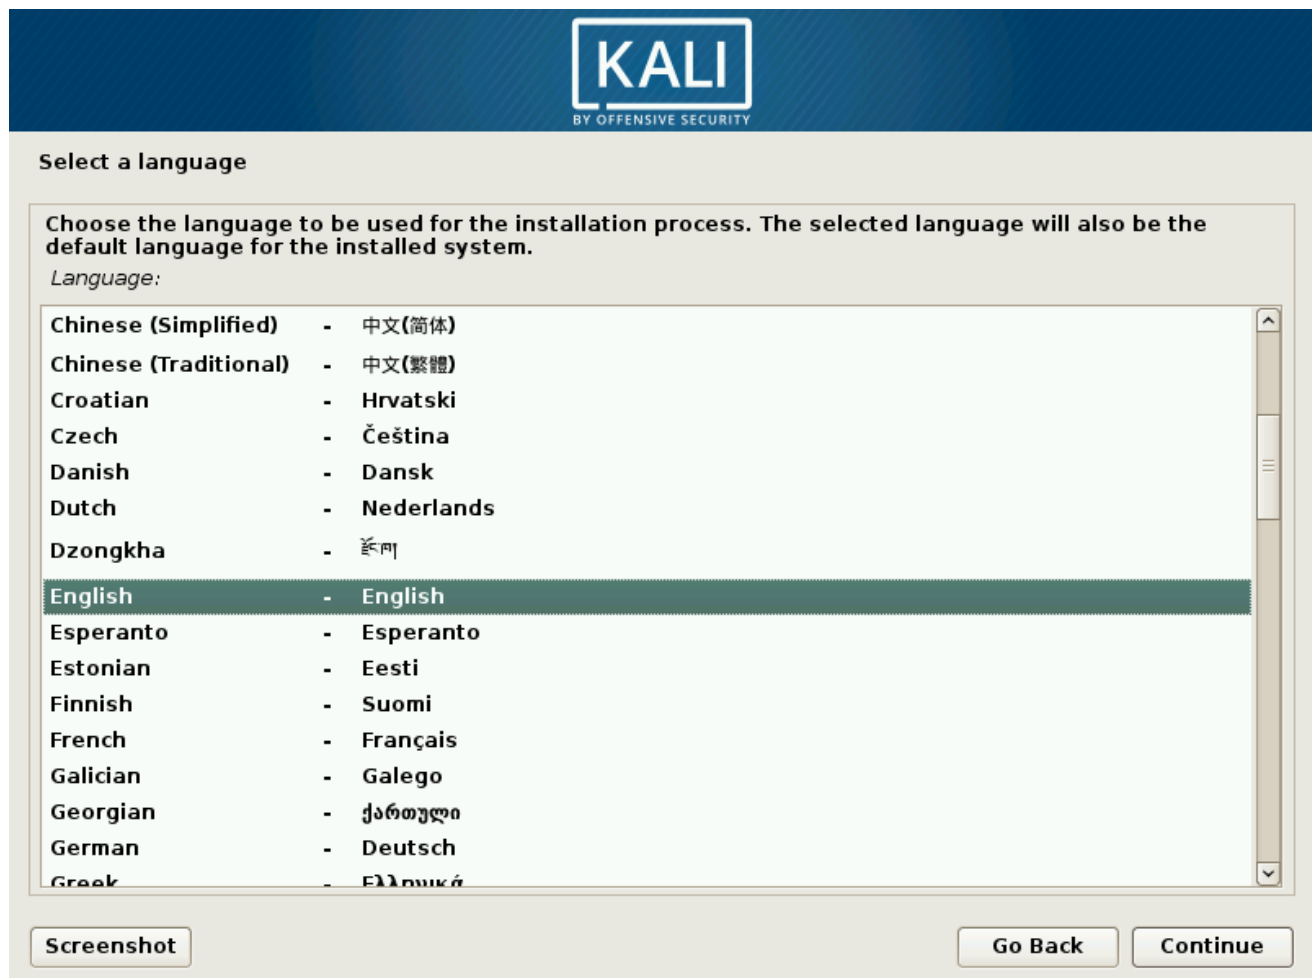 KALI
BY OFFENSIVE SECURITY
Select a language
Choose the language to be used for the installation process. The selected language will also be the
default language for the installed system.
Language:
Chinese (Simplified) - 中文(简体)
Chinese (Traditional) - 中文(繁體)
Croatian - Hrvatski
Czech - Čeština
Danish - Dansk
Dutch - Nederlands
Dzongkha - རྫོང་ཁ།
English - English
Esperanto - Esperanto
Estonian - Eesti
Finnish - Suomi
French - Français
Galician - Galego
Georgian - ქართული
German - Deutsch
Greek - Ελληνικά
Screenshot Go Back Continue